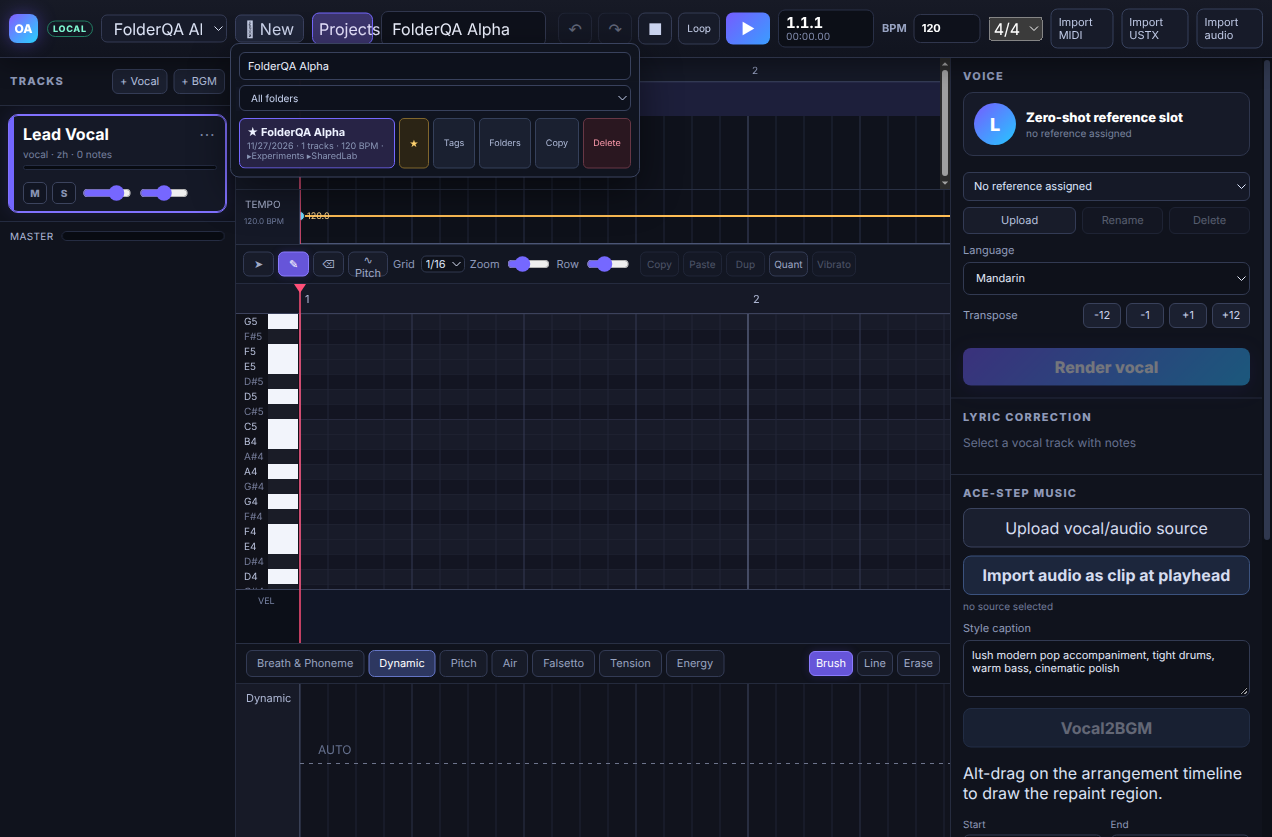 OA LOCAL FolderQA Al New Projects FolderQA Alpha Loop 1.1.1 BPM 120 4/4 Import Import Import
00:00.00 MIDI USTX audio
TRACKS + Vocal + BGM
Lead Vocal ...
vocal · zh · 0 notes
M S
MASTER
FolderQA Alpha
All folders
★ FolderQA Alpha ★ Tags Folders Copy Delete
11/27/2026 · 1 tracks · 120 BPM ·
▸Experiments ▸SharedLab
2
TEMPO
120.0 BPM 120.0
Pitch Grid 1/16 Zoom Row Copy Paste Dup Quant Vibrato
1 2
G5
F#5
F5
E5
D#5
D5
C#5
C5
B4
A#4
A4
G#4
G4
F#4
F4
E4
D#4
D4
VEL
Breath & Phoneme Dynamic Pitch Air Falsetto Tension Energy Brush Line Erase
Dynamic
AUTO
VOICE
L Zero-shot reference slot
no reference assigned
No reference assigned
Upload Rename Delete
Language
Mandarin
Transpose -12 -1 +1 +12
Render vocal
LYRIC CORRECTION
Select a vocal track with notes
ACE-STEP MUSIC
Upload vocal/audio source
Import audio as clip at playhead
no source selected
Style caption
lush modern pop accompaniment, tight drums,
warm bass, cinematic polish
Vocal2BGM
Alt-drag on the arrangement timeline
to draw the repaint region.
Start End